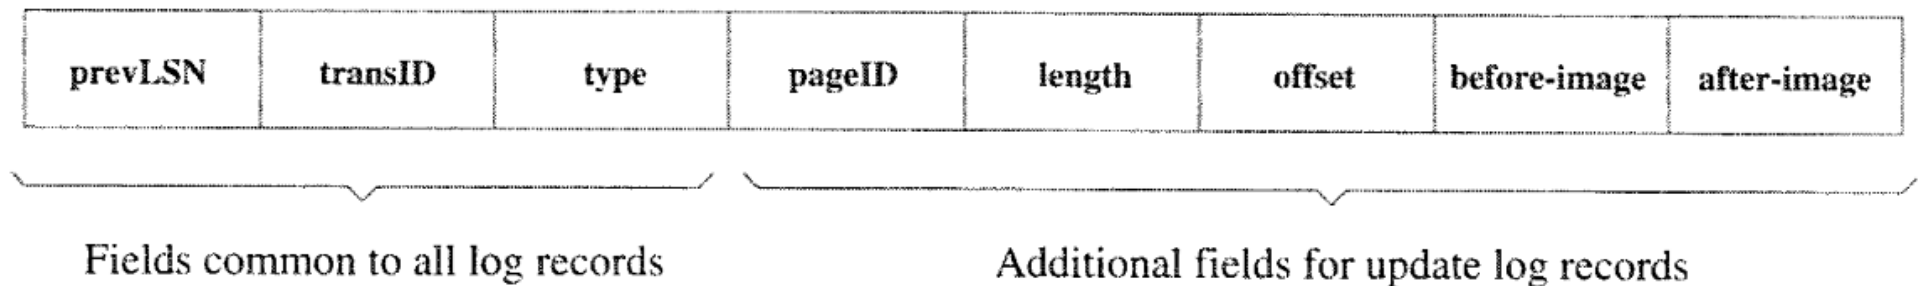 prevLSN transID type pageID length offset before-image after-image
Fields common to all log records Additional fields for update log records